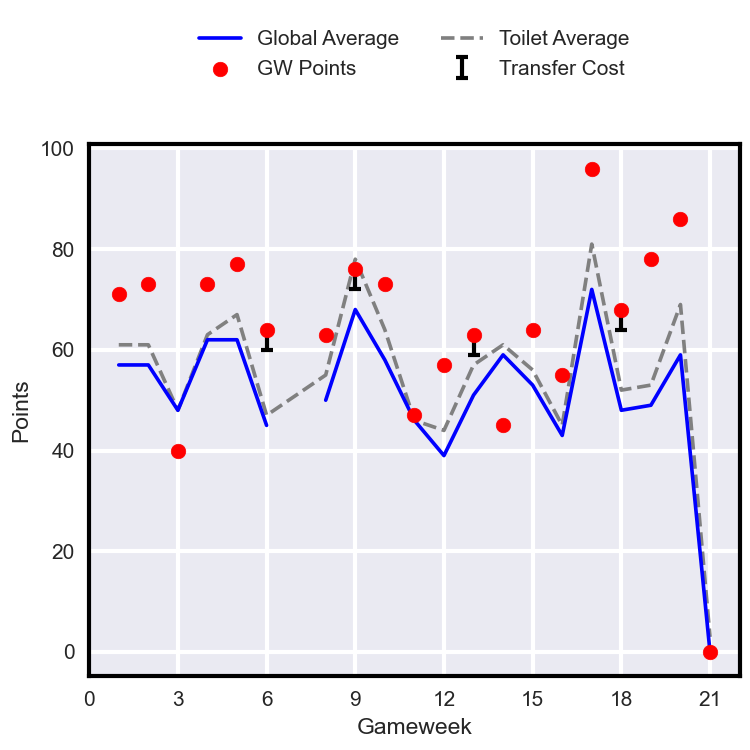 Global Average
Toilet Average
GW Points
Transfer Cost
100
80
60
40
20
0
Points
0 3 6 9 12 15 18 21
Gameweek